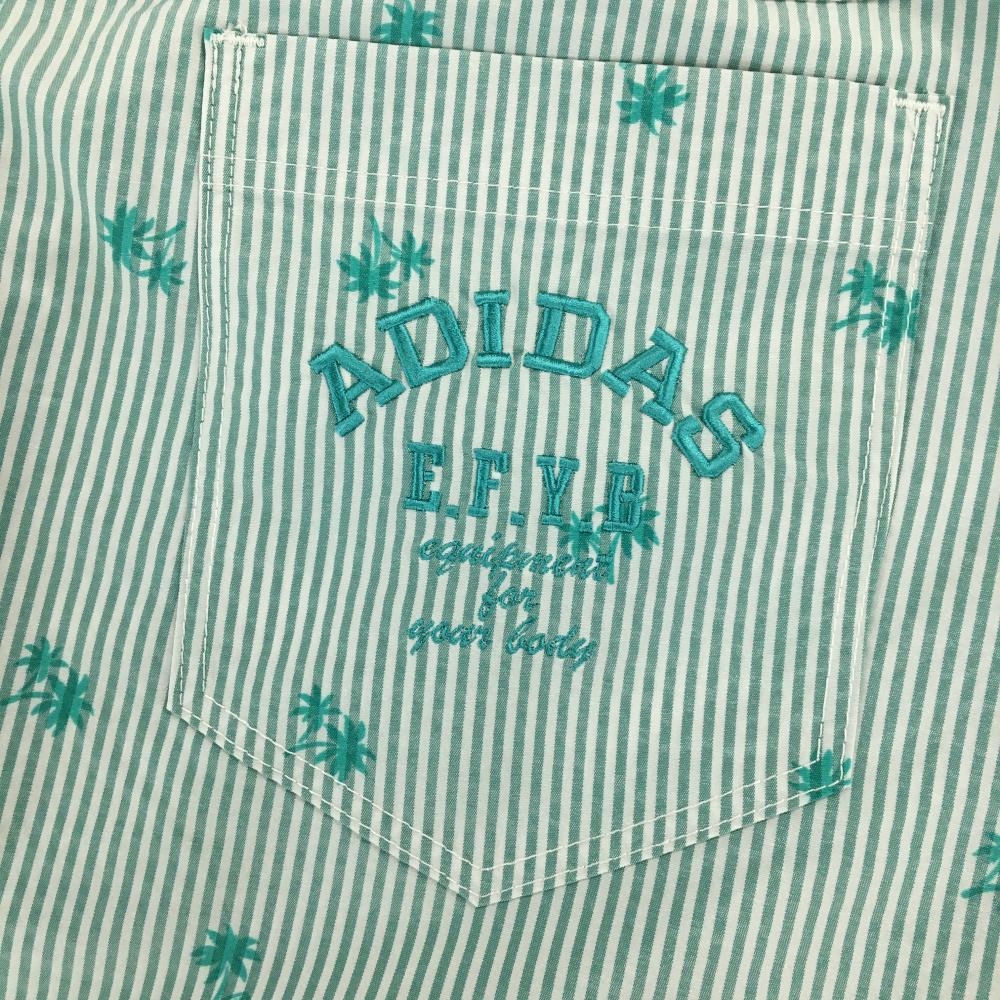 ADIDAS
E.F.Y.B
equipment
for
your body